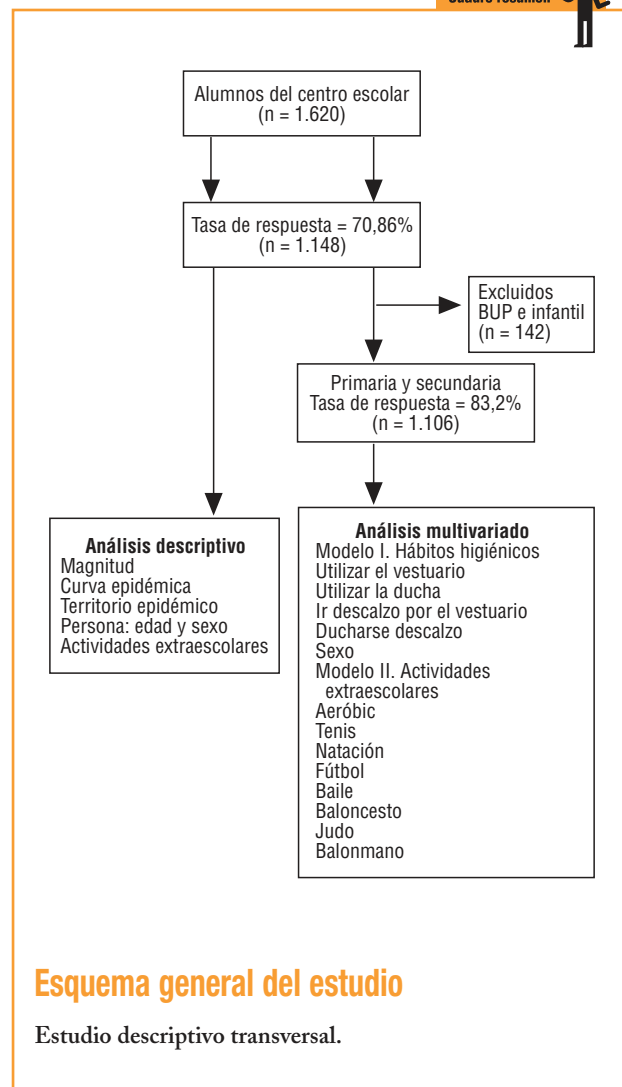 Cuadro resumen
Alumnos del centro escolar
(n = 1.620)
Tasa de respuesta = 70,86%
(n = 1.148)
Excluidos
BUP e infantil
(n = 142)
Primaria y secundaria
Tasa de respuesta = 83,2%
(n = 1.106)
Análisis descriptivo
Magnitud
Curva epidémica
Territorio epidémico
Persona: edad y sexo
Actividades extraescolares
Análisis multivariado
Modelo I. Hábitos higiénicos
Utilizar el vestuario
Utilizar la ducha
Ir descalzo por el vestuario
Ducharse descalzo
Sexo
Modelo II. Actividades
extraescolares
Aeróbic
Tenis
Natación
Fútbol
Baile
Baloncesto
Judo
Balonmano
Esquema general del estudio
Estudio descriptivo transversal.